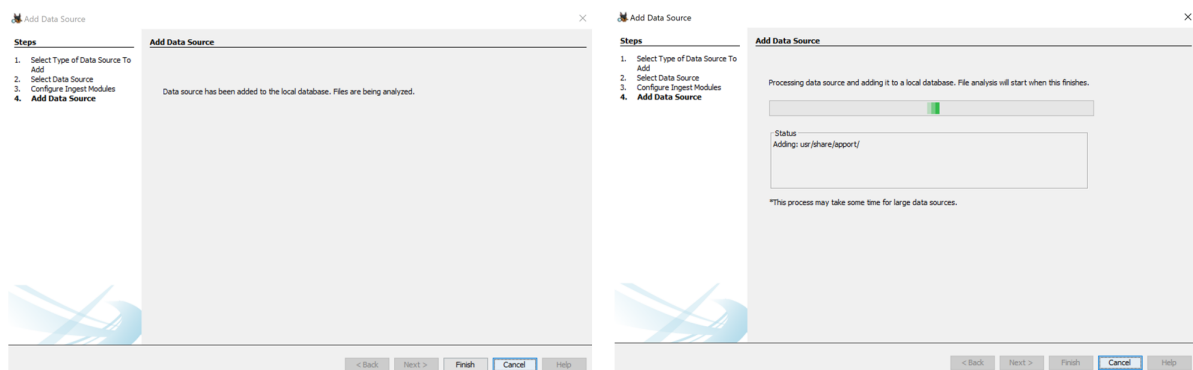 Add Data Source
Steps
1. Select Type of Data Source To
Add
2. Select Data Source
3. Configure Ingest Modules
4. Add Data Source
Add Data Source
Data source has been added to the local database. Files are being analyzed.
< Back Next > Finish Cancel Help
Add Data Source
Steps
1. Select Type of Data Source To
Add
2. Select Data Source
3. Configure Ingest Modules
4. Add Data Source
Add Data Source
Processing data source and adding it to a local database. File analysis will start when this finishes.
Status
Adding: usr/share/apport/
*This process may take some time for large data sources.
< Back Next > Finish Cancel Help